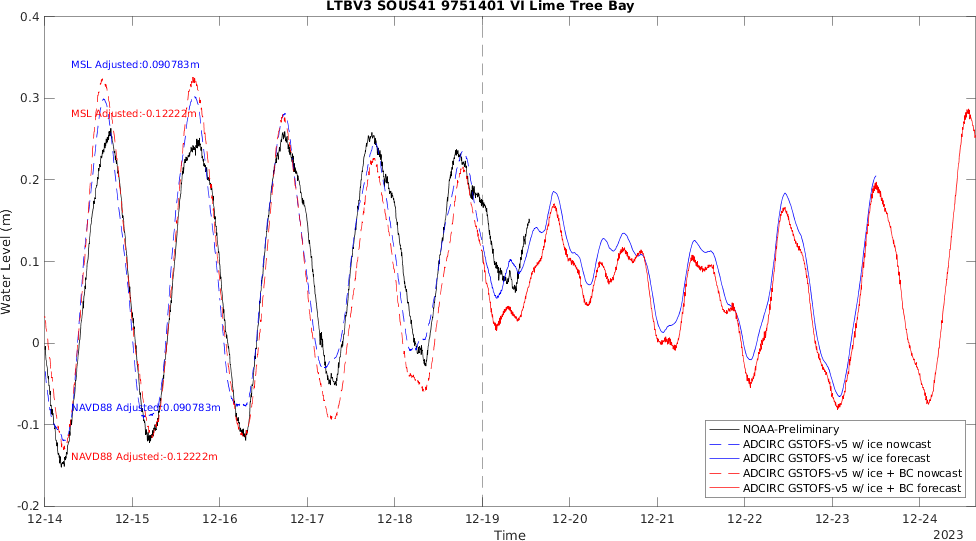 LTBV3 SOUS41 9751401 VI Lime Tree Bay
Water Level (m)
0.4
0.3
0.2
0.1
0
-0.1
-0.2
MSL Adjusted:0.090783m
MSL Adjusted:-0.12222m
NAVD88 Adjusted:0.090783m
NAVD88 Adjusted:-0.12222m
NOAA-Preliminary
ADCIRC GSTOFS-v5 w/ ice nowcast
ADCIRC GSTOFS-v5 w/ ice forecast
ADCIRC GSTOFS-v5 w/ ice + BC nowcast
ADCIRC GSTOFS-v5 w/ ice + BC forecast
12-14 12-15 12-16 12-17 12-18 12-19 12-20 12-21 12-22 12-23 12-24
Time
2023